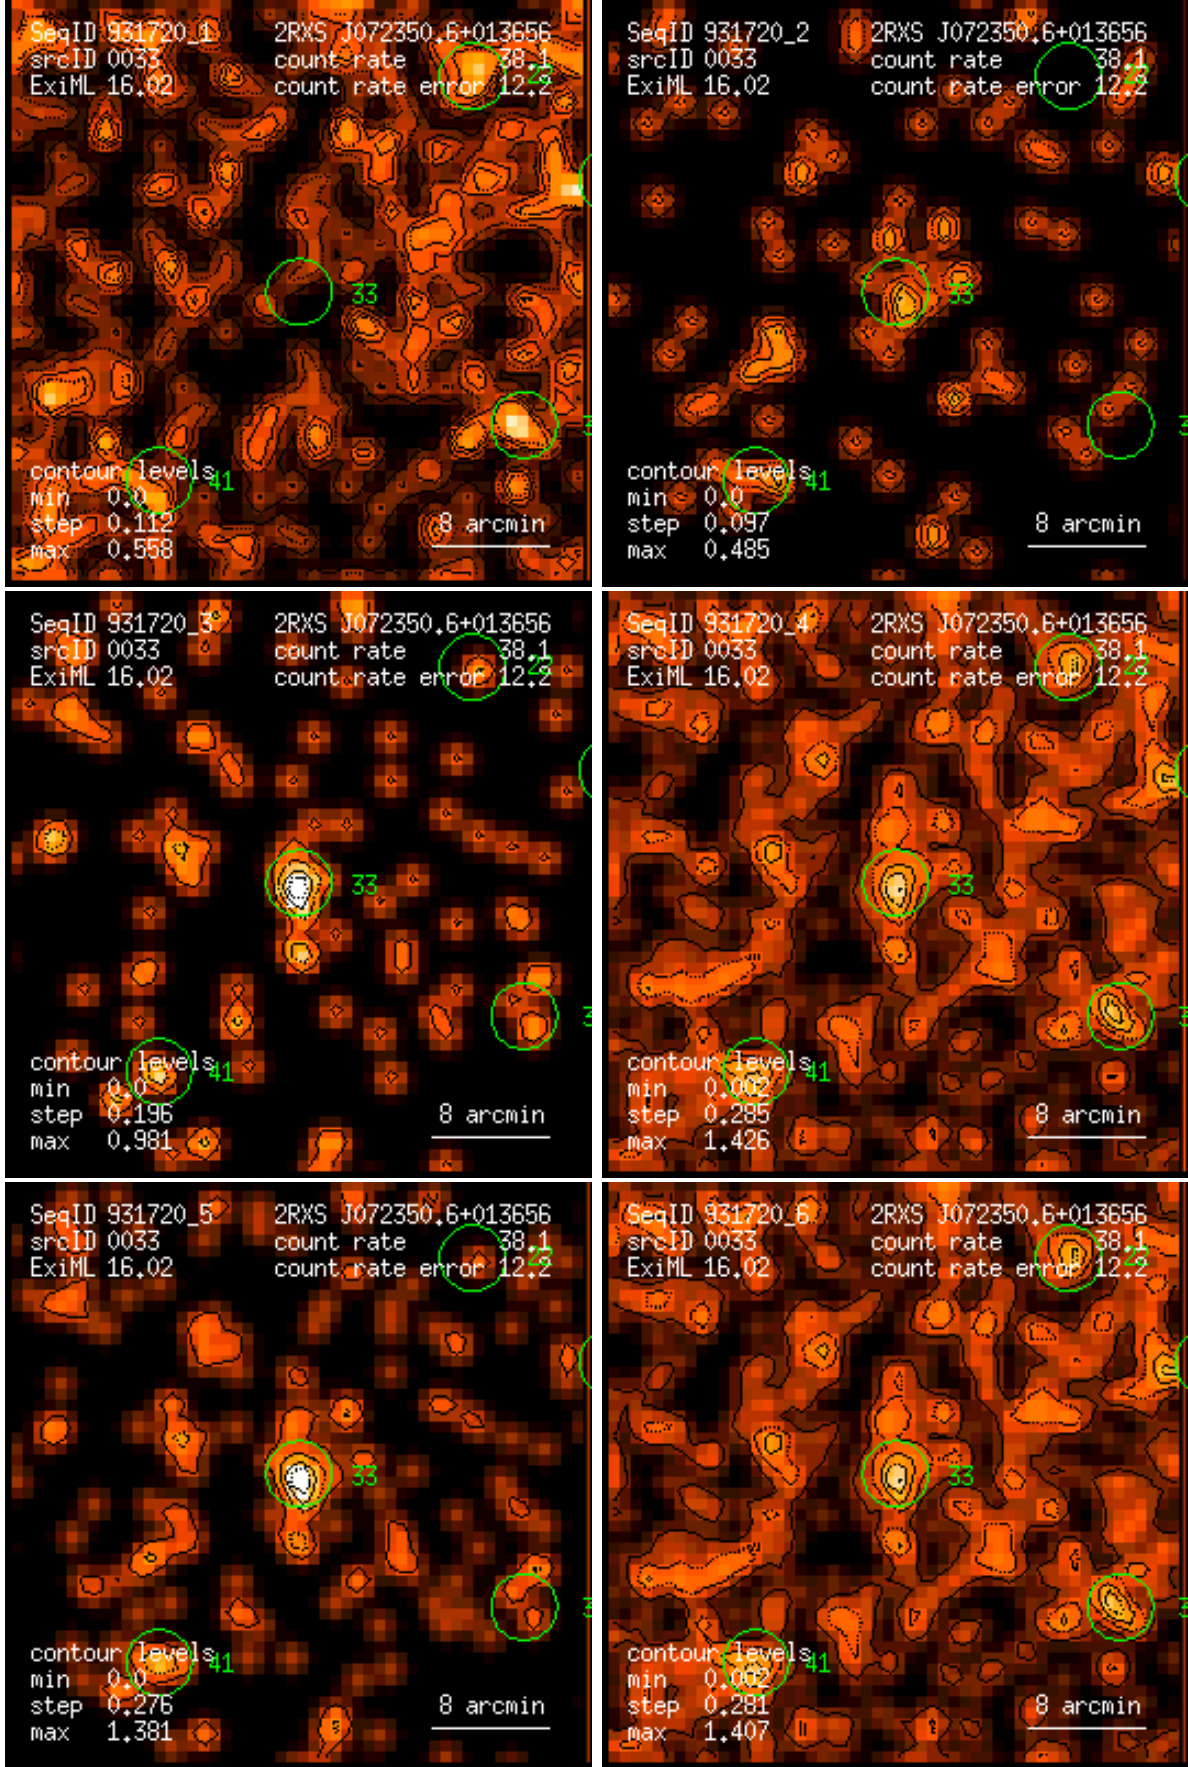 SeqID 931720_1 2RXS J072350.6+013656
srcID 0033 count rate 38.1
ExiML 16.02 count rate error 12.2
33
contour levels
41
min 0.0
step 0.112
max 0.558
8 arcmin
SeqID 931720_2 2RXS J072350.6+013656
srcID 0033 count rate 38.1
ExiML 16.02 count rate error 12.2
33
contour levels
41
min 0.0
step 0.097
max 0.485
8 arcmin
SeqID 931720_3 2RXS J072350.6+013656
srcID 0033 count rate 38.1
ExiML 16.02 count rate error 12.2
33
contour levels
41
min 0.0
step 0.196
max 0.981
8 arcmin
SeqID 931720_4 2RXS J072350.6+013656
srcID 0033 count rate 38.1
ExiML 16.02 count rate error 12.2
33
contour levels
41
min 0.002
step 0.285
max 1.426
8 arcmin
SeqID 931720_5 2RXS J072350.6+013656
srcID 0033 count rate 38.1
ExiML 16.02 count rate error 12.2
33
contour levels
41
min 0.0
step 0.276
max 1.381
8 arcmin
SeqID 931720_6 2RXS J072350.6+013656
srcID 0033 count rate 38.1
ExiML 16.02 count rate error 12.2
33
contour levels
41
min 0.002
step 0.281
max 1.407
8 arcmin